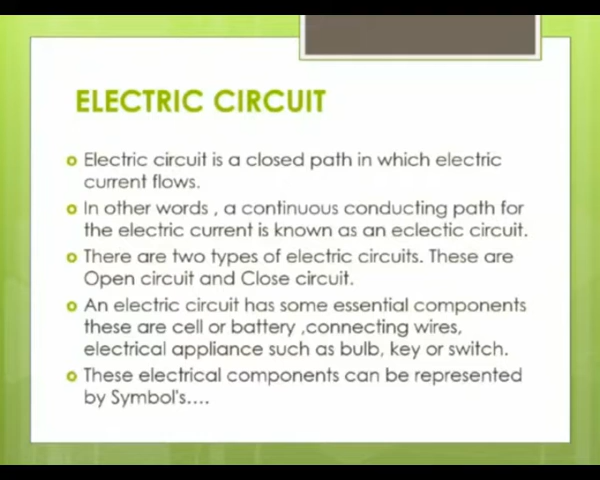 ELECTRIC CIRCUIT
Electric circuit is a closed path in which electric
current flows.
In other words , a continuous conducting path for
the electric current is known as an eclectic circuit.
There are two types of electric circuits. These are
Open circuit and Close circuit.
An electric circuit has some essential components
these are cell or battery ,connecting wires,
electrical appliance such as bulb, key or switch.
These electrical components can be represented
by Symbol's....